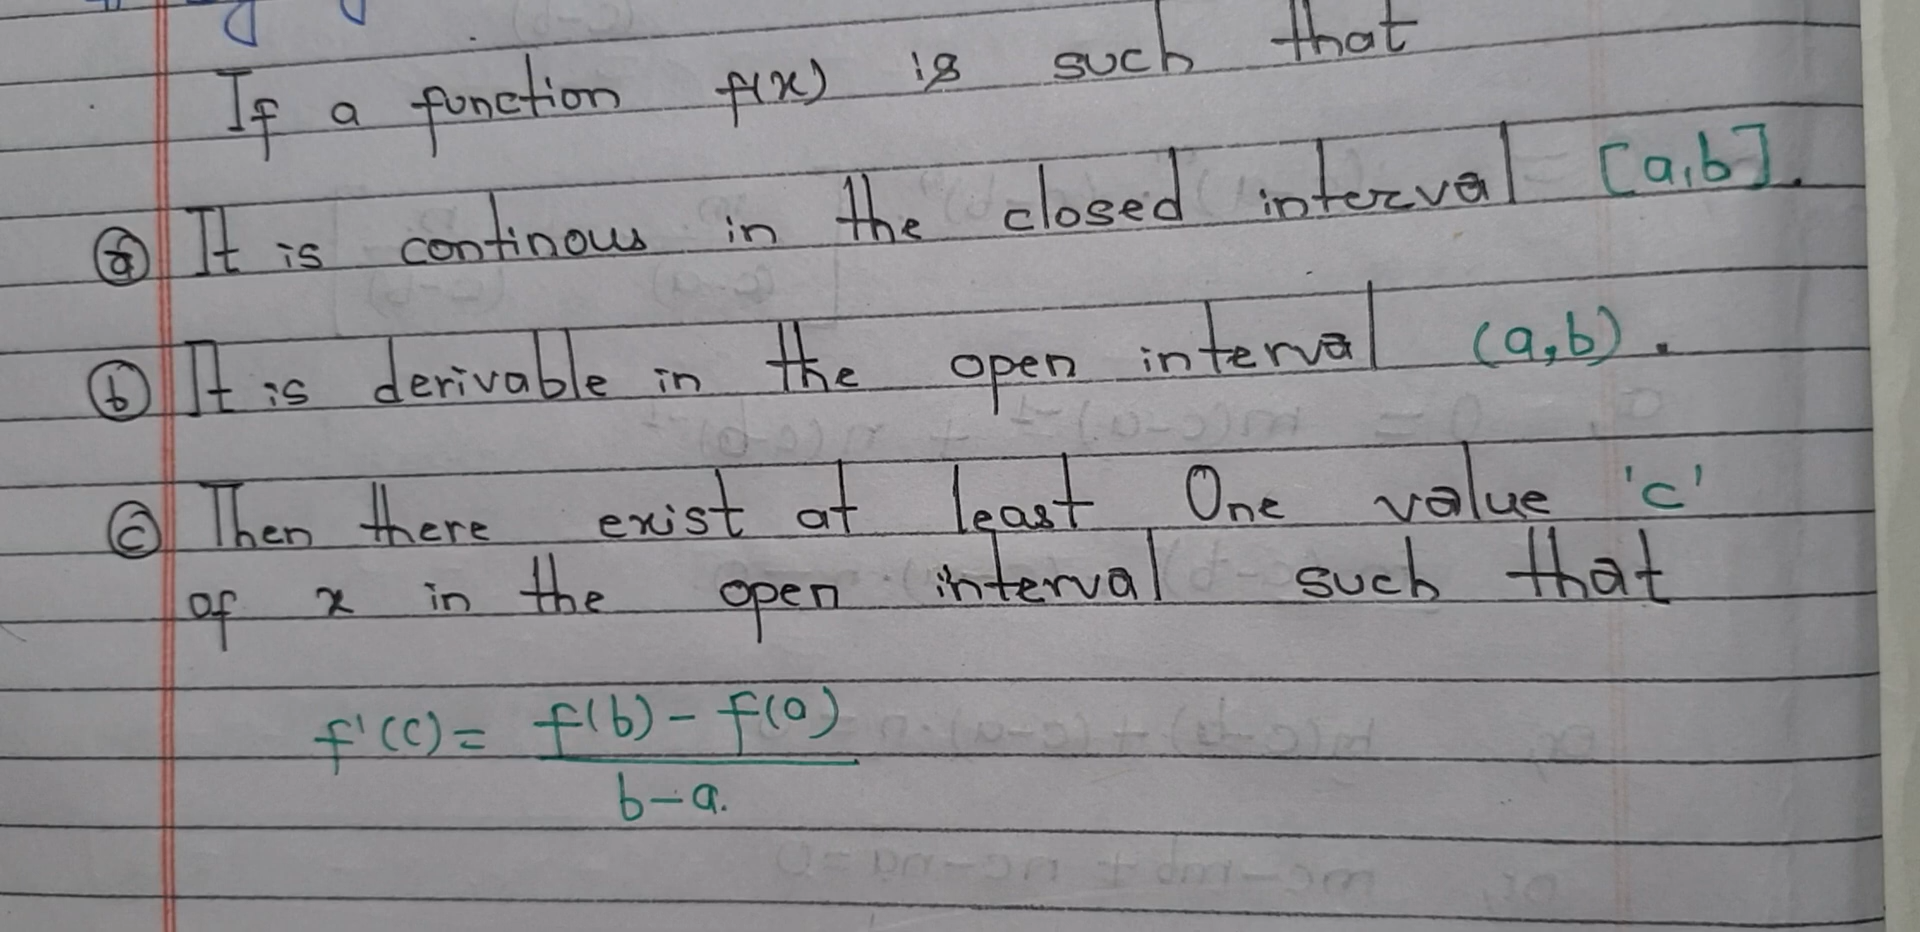 If a function f(x) is such that
ⓐ It is continous in the closed interval [a,b].
ⓑ It is derivable in the open interval (a,b).
ⓒ Then there exist at least One value 'c'
of x in the open interval such that
f'(c) = f(b) - f(a)
b-a.